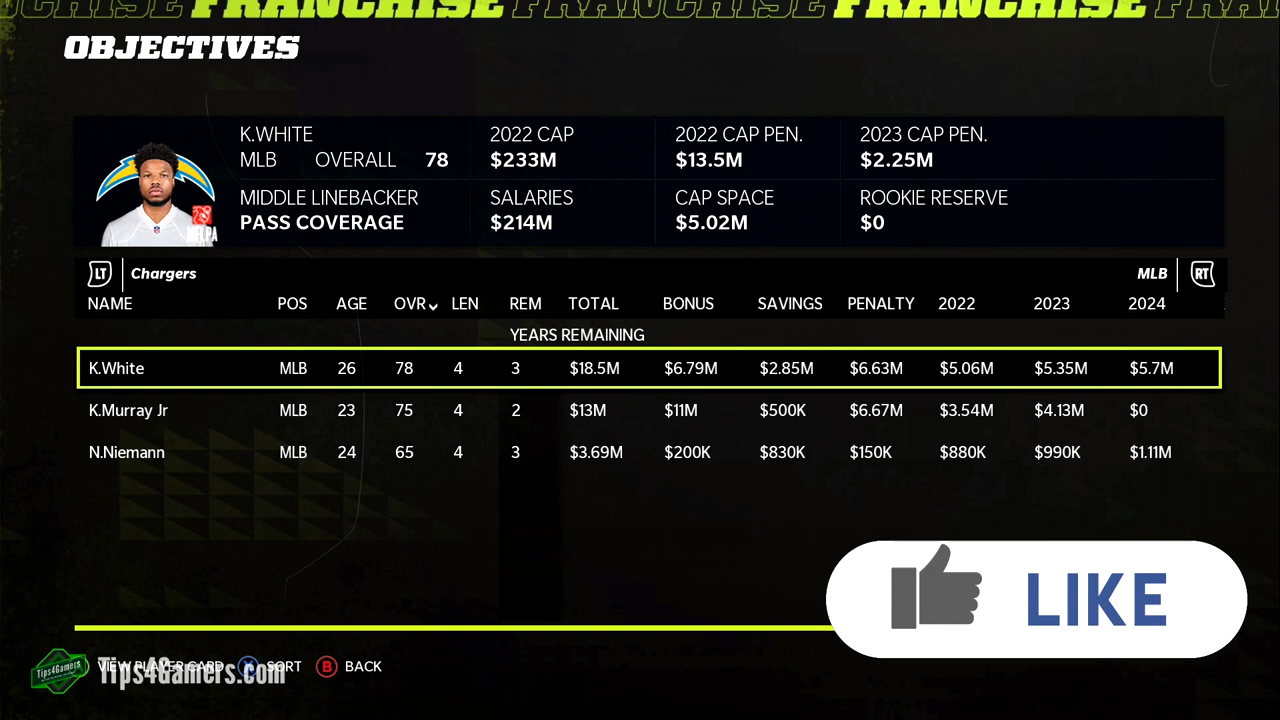 FRANCHISE FRANCHISE FRANCHISE FRANCHISE
OBJECTIVES
K.WHITE
MLB OVERALL 78
MIDDLE LINEBACKER
PASS COVERAGE
2022 CAP
$233M
SALARIES
$214M
2022 CAP PEN.
$13.5M
CAP SPACE
$5.02M
2023 CAP PEN.
$2.25M
ROOKIE RESERVE
$0
NFLPA
LT Chargers MLB RT
NAME POS AGE OVR LEN REM TOTAL BONUS SAVINGS PENALTY 2022 2023 2024
YEARS REMAINING
K.White MLB 26 78 4 3 $18.5M $6.79M $2.85M $6.63M $5.06M $5.35M $5.7M
K.Murray Jr MLB 23 75 4 2 $13M $11M $500K $6.67M $3.54M $4.13M $0
N.Niemann MLB 24 65 4 3 $3.69M $200K $830K $150K $880K $990K $1.11M
LIKE
VIEW PLAYER CARD SORT B BACK
Tips4Gamers Tips4Gamers.com